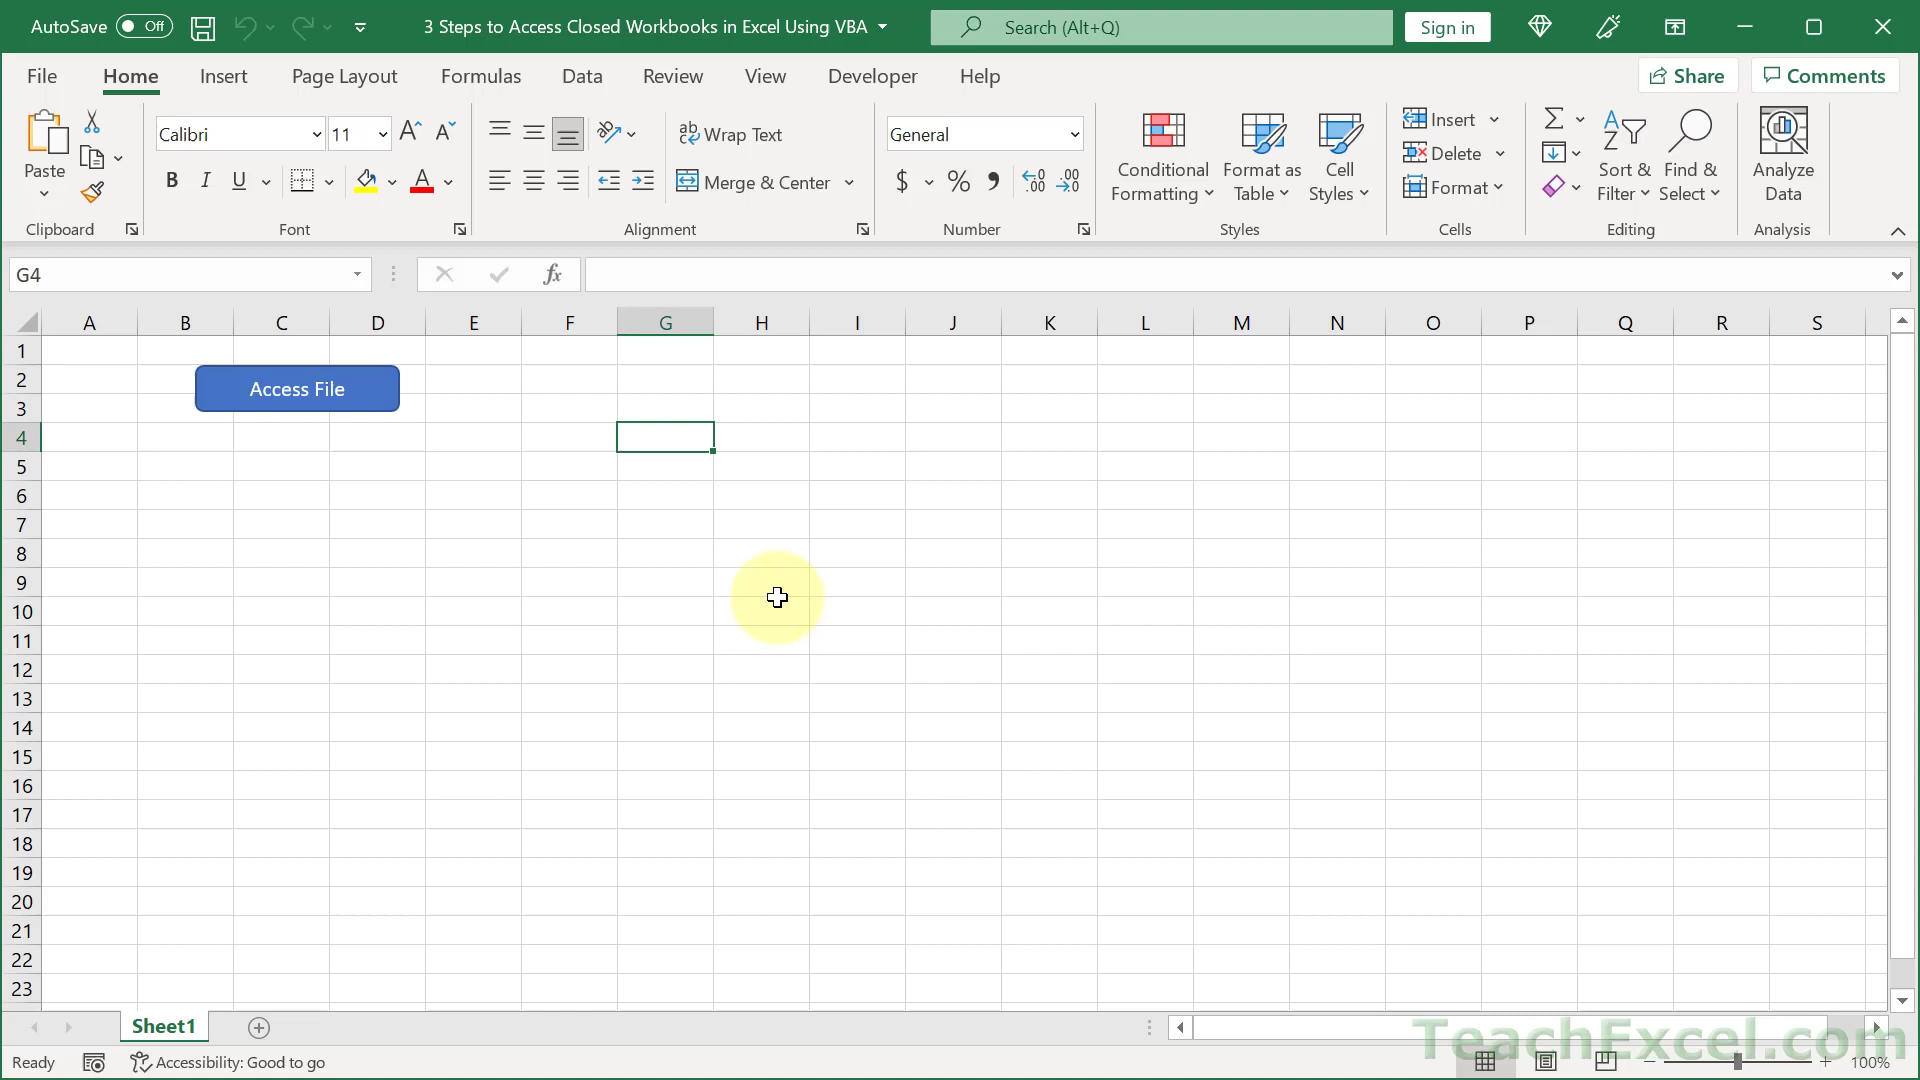 AutoSave Off 3 Steps to Access Closed Workbooks in Excel Using VBA Search (Alt+Q) Sign in
File Home Insert Page Layout Formulas Data Review View Developer Help Share Comments
Paste
Clipboard
Calibri 11
B I U A
Font
ab Wrap Text
Merge & Center
Alignment
General
$ % 9 .00 .00
Number
Conditional Formatting
Format as Table
Cell Styles
Styles
Insert
Delete
Format
Cells
Σ
Sort & Filter
Find & Select
Editing
Analyze Data
Analysis
G4 fx
A B C D E F G H I J K L M N O P Q R S
1
2
Access File
3
4
5
6
7
8
9
10
11
12
13
14
15
16
17
18
19
20
21
22
23
Sheet1
TeachExcel.com
Ready Accessibility: Good to go 100%